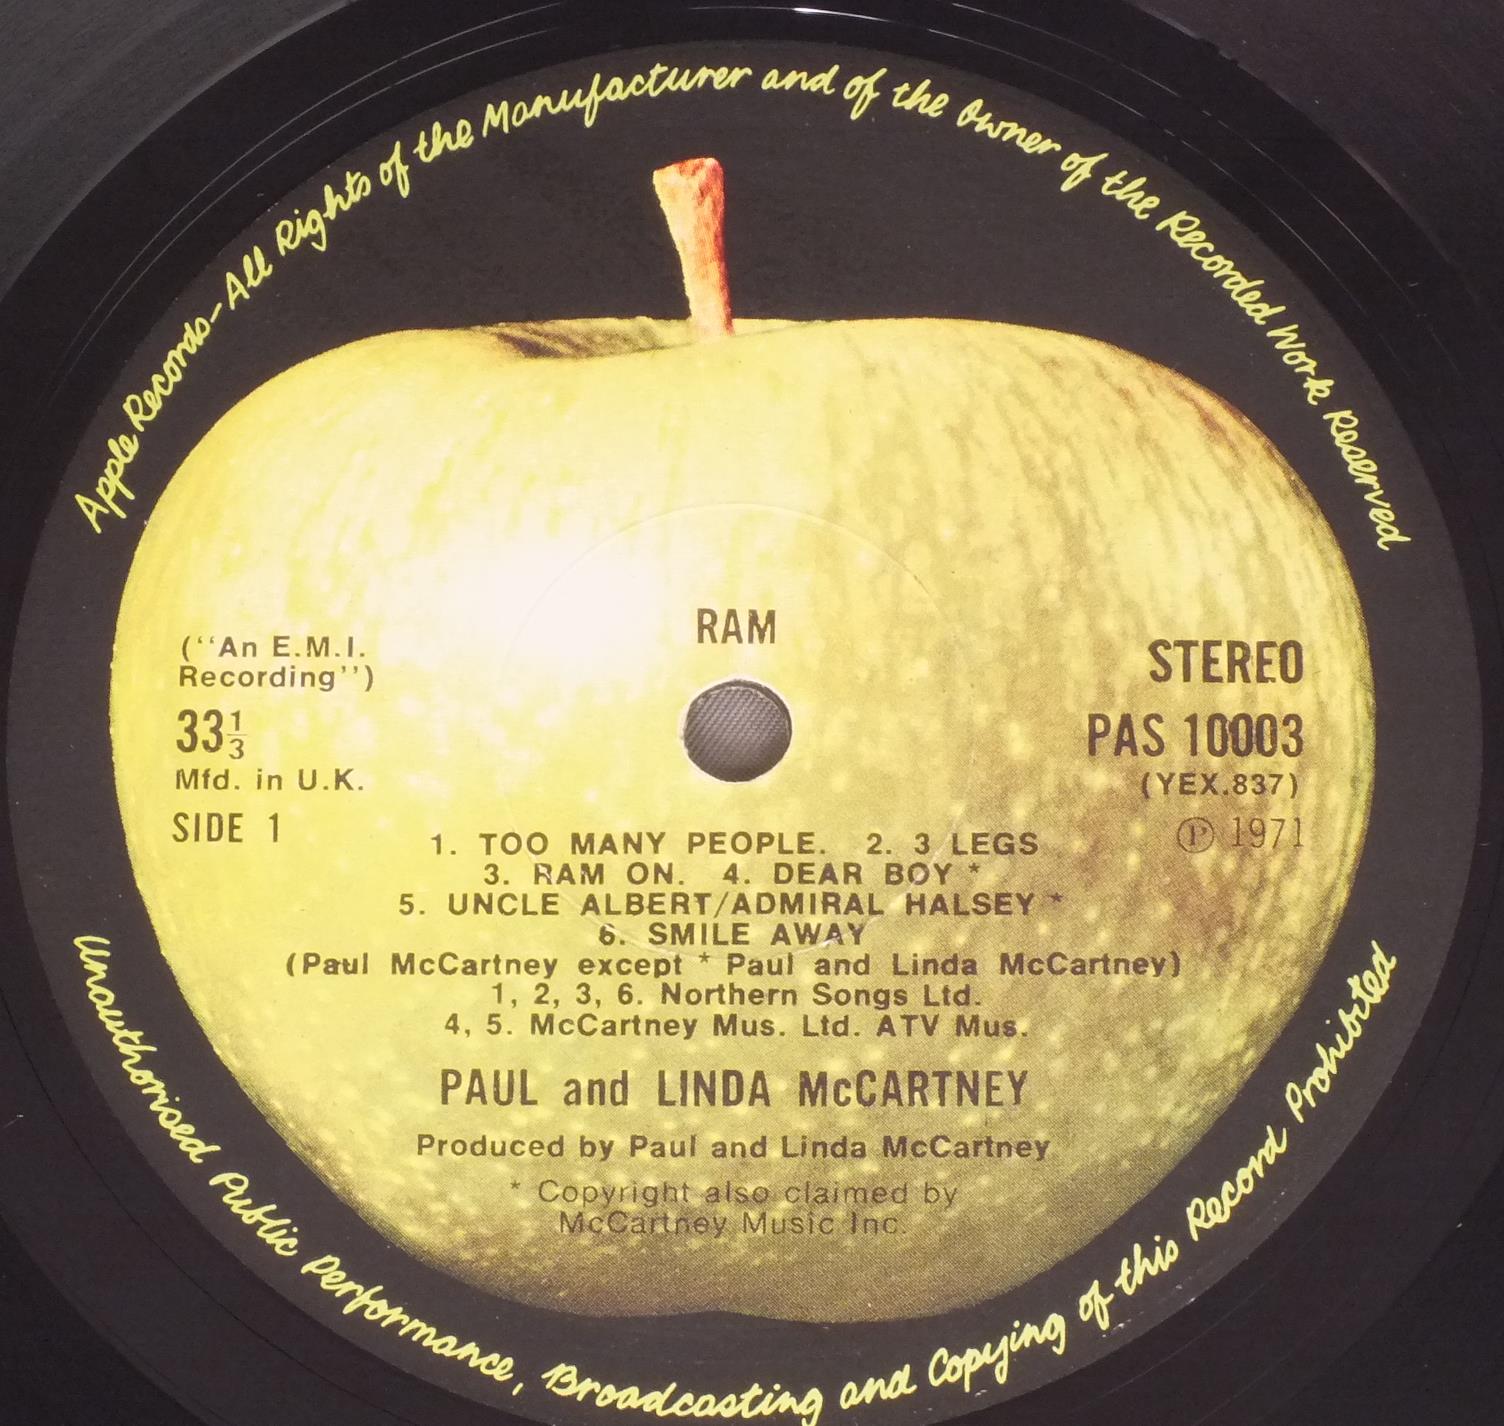 Apple Records-All Rights of the Manufacturer and of the Owner of the Recorded Work Reserved
RAM
(‘‘An E.M.I.
Recording’’)
33 1/3
Mfd. in U.K.
SIDE 1
STEREO
PAS 10003
(YEX.837)
Ⓟ 1971
1. TOO MANY PEOPLE. 2. 3 LEGS
3. RAM ON. 4. DEAR BOY *
5. UNCLE ALBERT/ADMIRAL HALSEY *
6. SMILE AWAY
(Paul McCartney except * Paul and Linda McCartney)
1, 2, 3, 6. Northern Songs Ltd.
4, 5. McCartney Mus. Ltd. ATV Mus.
PAUL and LINDA McCARTNEY
Produced by Paul and Linda McCartney
* Copyright also claimed by
McCartney Music Inc.
Unauthorised Public Performance, Broadcasting and Copying of this Record Prohibited